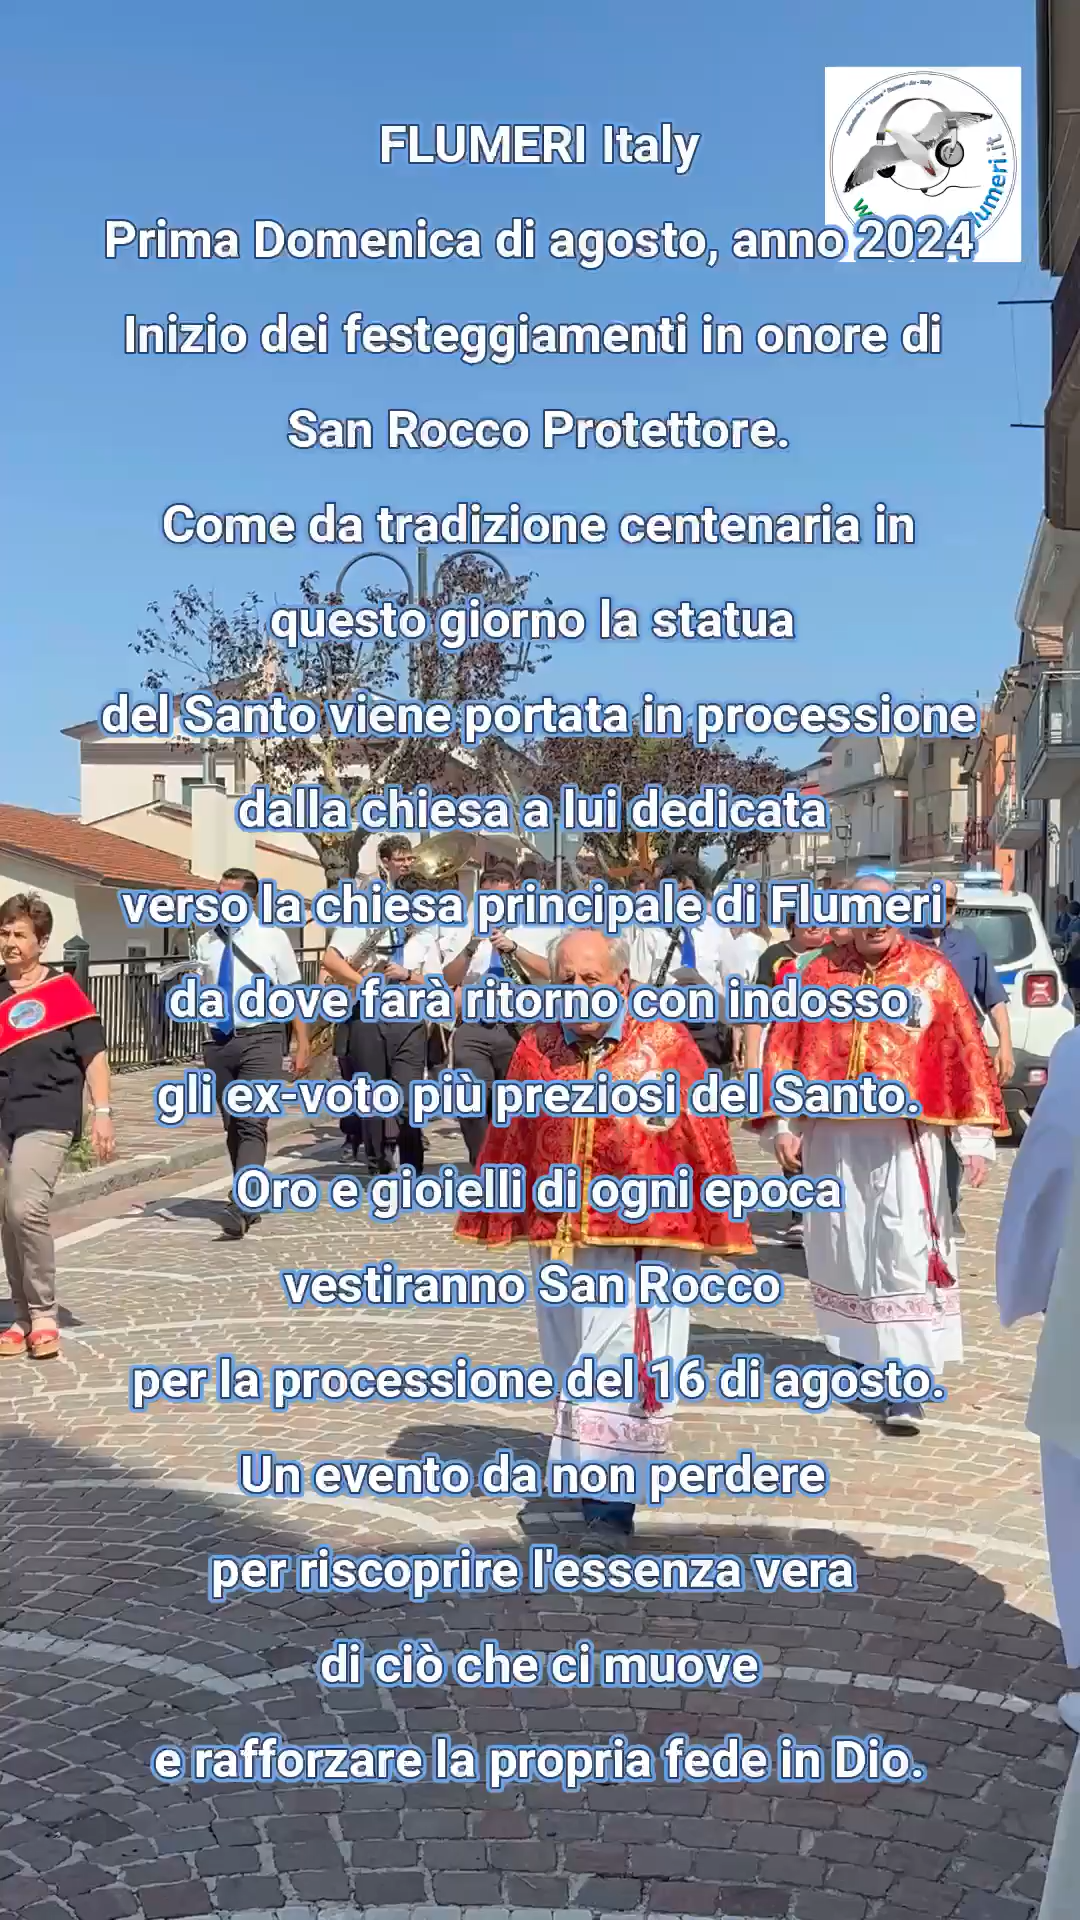 FLUMERI Italy
Prima Domenica di agosto, anno 2024
Inizio dei festeggiamenti in onore di
San Rocco Protettore.
Come da tradizione centenaria in
questo giorno la statua
del Santo viene portata in processione
dalla chiesa a lui dedicata
verso la chiesa principale di Flumeri
da dove farà ritorno con indosso
gli ex-voto più preziosi del Santo.
Oro e gioielli di ogni epoca
vestiranno San Rocco
per la processione del 16 di agosto.
Un evento da non perdere
per riscoprire l'essenza vera
di ciò che ci muove
e rafforzare la propria fede in Dio.